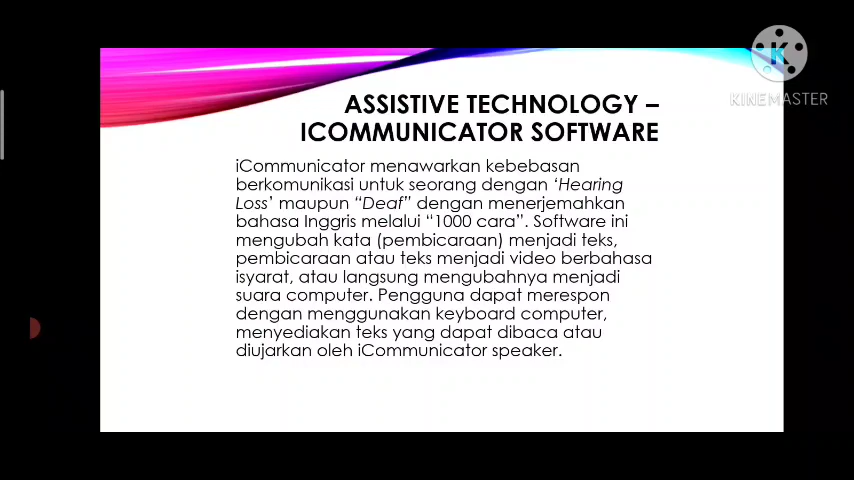 K
KINEMASTER
ASSISTIVE TECHNOLOGY –
ICOMMUNICATOR SOFTWARE
iCommunicator menawarkan kebebasan
berkomunikasi untuk seorang dengan ‘Hearing
Loss’ maupun “Deaf” dengan menerjemahkan
bahasa Inggris melalui “1000 cara”. Software ini
mengubah kata (pembicaraan) menjadi teks,
pembicaraan atau teks menjadi video berbahasa
isyarat, atau langsung mengubahnya menjadi
suara computer. Pengguna dapat merespon
dengan menggunakan keyboard computer,
menyediakan teks yang dapat dibaca atau
diujarkan oleh iCommunicator speaker.